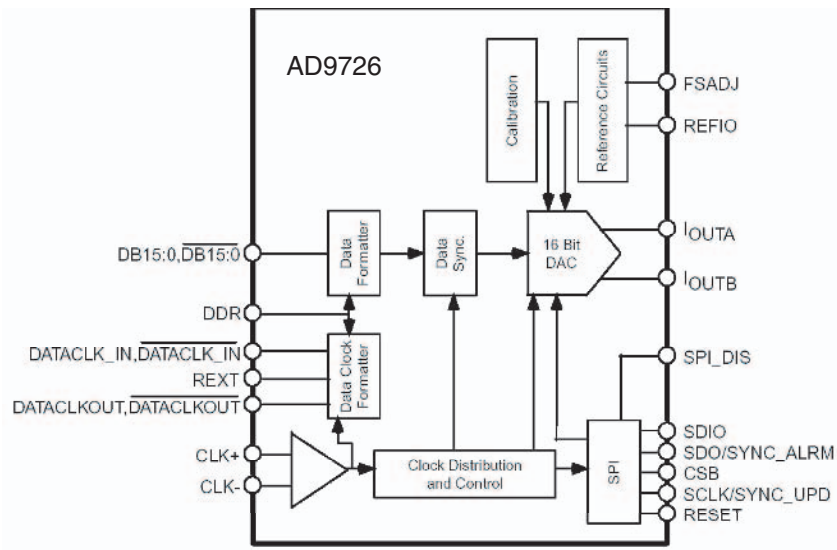 AD9726
Calibration
Reference Circuits
FSADJ
REFIO
DB15:0,DB15:0
Data
Formatter
Data
Sync.
16 Bit
DAC
IOUTA
IOUTB
DDR
DATACLK_IN,DATACLK_IN
REXT
DATACLKOUT,DATACLKOUT
Data Clock
Formatter
SPI_DIS
CLK+
CLK-
Clock Distribution
and Control
SPI
SDIO
SDO/SYNC_ALRM
CSB
SCLK/SYNC_UPD
RESET